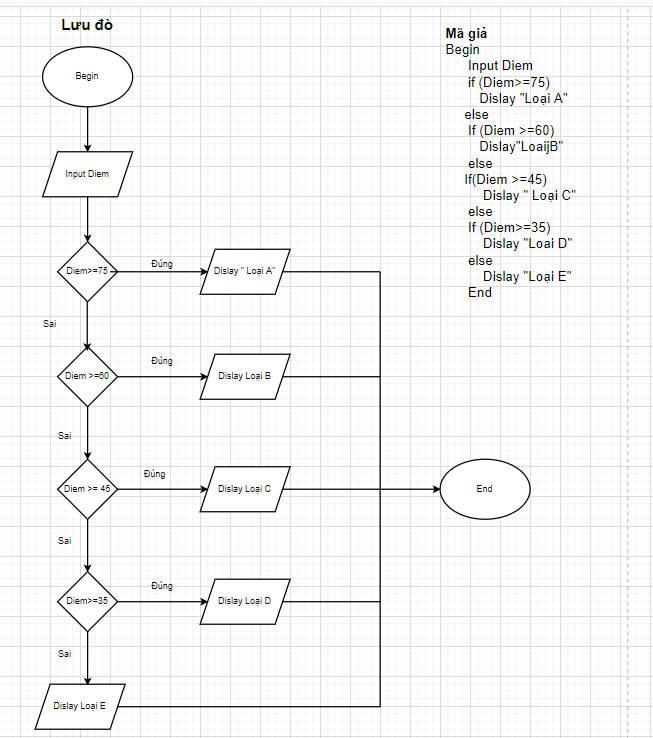 Lưu đò
Begin
Input Diem
Diem>=75
Đúng
Dislay " Loại A"
Sai
Diem >=60
Đúng
Dislay Loại B
Sai
Diem >= 45
Đúng
Dislay Loại C
End
Sai
Diem>=35
Đúng
Dislay Loại D
Sai
Dislay Loại E
Mã giả
Begin
Input Diem
if (Diem>=75)
Dislay "Loại A"
else
If (Diem >=60)
Dislay"LoaijB"
else
If(Diem >=45)
Dislay " Loại C"
else
If (Diem>=35)
Dislay "Loại D"
else
Dislay "Loại E"
End